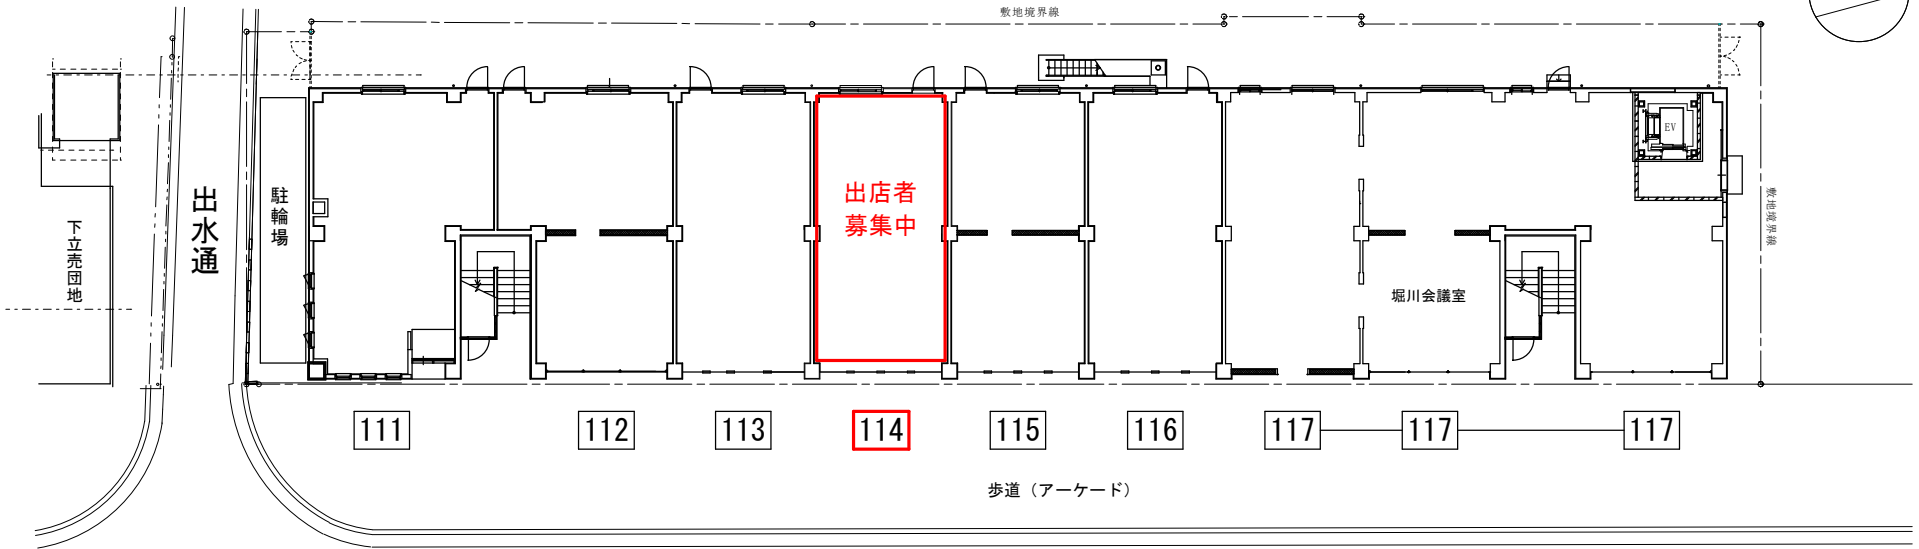 敷地境界線
EV
出店者
募集中
駐輪場
出水通
下立売団地
敷地境界線
堀川会議室
111
112
113
114
115
116
117
117
117
歩道（アーケード）